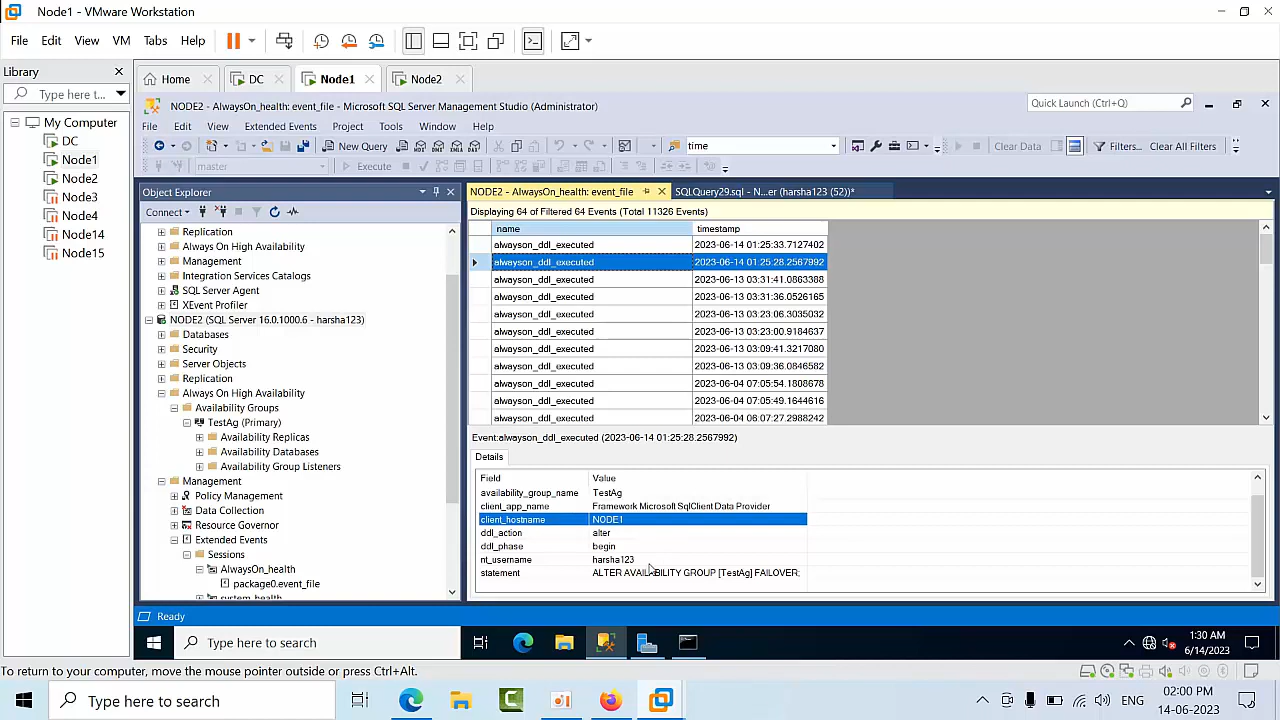 Node1 - VMware Workstation
File Edit View VM Tabs Help
Library
Type here t...
My Computer
DC
Node1
Node2
Node3
Node4
Node14
Node15
Home DC Node1 Node2
NODE2 - AlwaysOn_health: event_file - Microsoft SQL Server Management Studio (Administrator)
Quick Launch (Ctrl+Q)
File Edit View Extended Events Project Tools Window Help
New Query MDX DMX XMLA DAX time Clear Data Filters... Clear All Filters
master Execute
Object Explorer
Connect
Replication
Always On High Availability
Management
Integration Services Catalogs
SQL Server Agent
XEvent Profiler
NODE2 (SQL Server 16.0.1000.6 - harsha123)
Databases
Security
Server Objects
Replication
Always On High Availability
Availability Groups
TestAg (Primary)
Availability Replicas
Availability Databases
Availability Group Listeners
Management
Policy Management
Data Collection
Resource Governor
Extended Events
Sessions
AlwaysOn_health
package0.event_file
system_health
NODE2 - AlwaysOn_health: event_file SQLQuery29.sql - N...er (harsha123 (52))*
Displaying 64 of Filtered 64 Events (Total 11326 Events)
name timestamp
alwayson_ddl_executed 2023-06-14 01:25:33.7127402
alwayson_ddl_executed 2023-06-14 01:25:28.2567992
alwayson_ddl_executed 2023-06-13 03:31:41.0863388
alwayson_ddl_executed 2023-06-13 03:31:36.0526165
alwayson_ddl_executed 2023-06-13 03:23:06.3035032
alwayson_ddl_executed 2023-06-13 03:23:00.9184637
alwayson_ddl_executed 2023-06-13 03:09:41.3217080
alwayson_ddl_executed 2023-06-13 03:09:36.0846582
alwayson_ddl_executed 2023-06-04 07:05:54.1808678
alwayson_ddl_executed 2023-06-04 07:05:49.1644616
alwayson_ddl_executed 2023-06-04 06:07:27.2988242
Event:alwayson_ddl_executed (2023-06-14 01:25:28.2567992)
Details
Field Value
availability_group_name TestAg
client_app_name Framework Microsoft SqlClient Data Provider
client_hostname NODE1
ddl_action alter
ddl_phase begin
nt_username harsha123
statement ALTER AVAILABILITY GROUP [TestAg] FAILOVER;
Ready
Type here to search
1:30 AM
6/14/2023
To return to your computer, move the mouse pointer outside or press Ctrl+Alt.
Type here to search
ENG
02:00 PM
14-06-2023